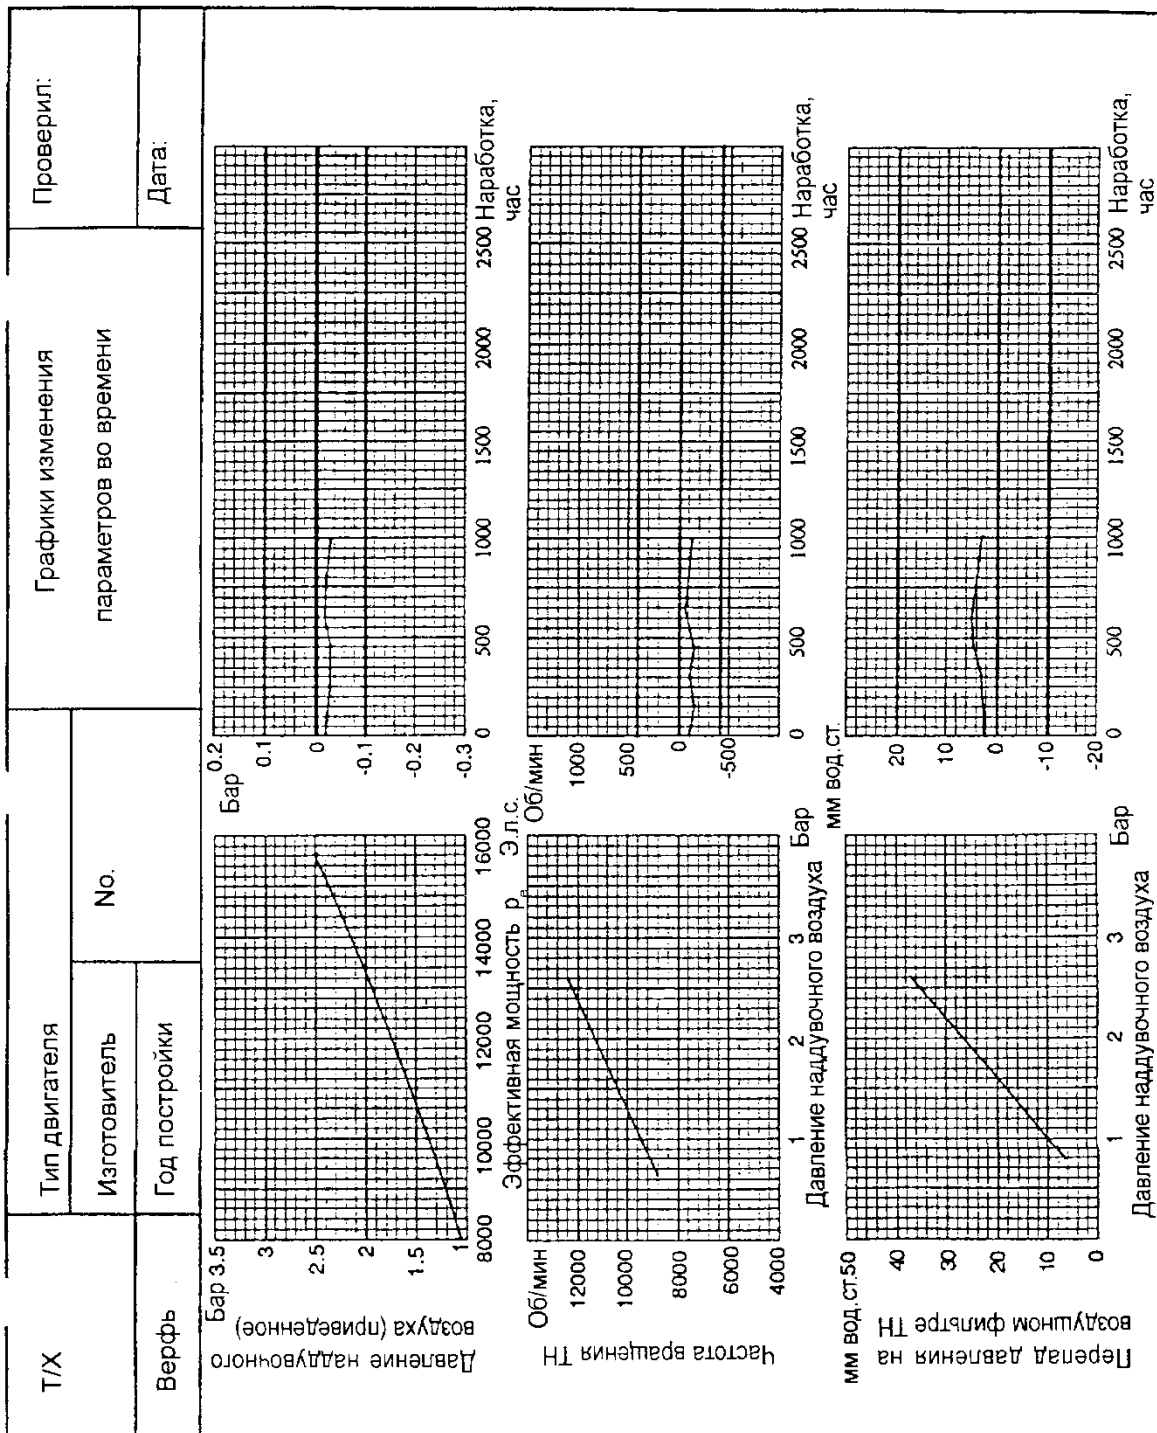 Т/Х
Тип двигателя
Графики изменения
параметров во времени
Проверил:
Изготовитель
No.
Верфь
Год постройки
Дата:
Давление наддувочного
воздуха (приведенное)
Бар 3.5
3
2.5
2
1.5
1
8000 10000 12000 14000 16000
Эффективная мощность pe Э.л.с.
Бар
0.2
0.1
0
-0.1
-0.2
-0.3
0 500 1000 1500 2000 2500 Наработка,
час
Частота вращения ТН
Об/мин
12000
10000
8000
6000
4000
1 2 3 Бар
Давление наддувочного воздуха
Об/мин
1000
500
0
-500
0 500 1000 1500 2000 2500 Наработка,
час
Перепад давления на
воздушном фильтре ТН
мм вод.ст.50
40
30
20
10
0
1 2 3 Бар
Давление наддувочного воздуха
мм вод.ст.
20
10
0
-10
-20
0 500 1000 1500 2000 2500 Наработка,
час